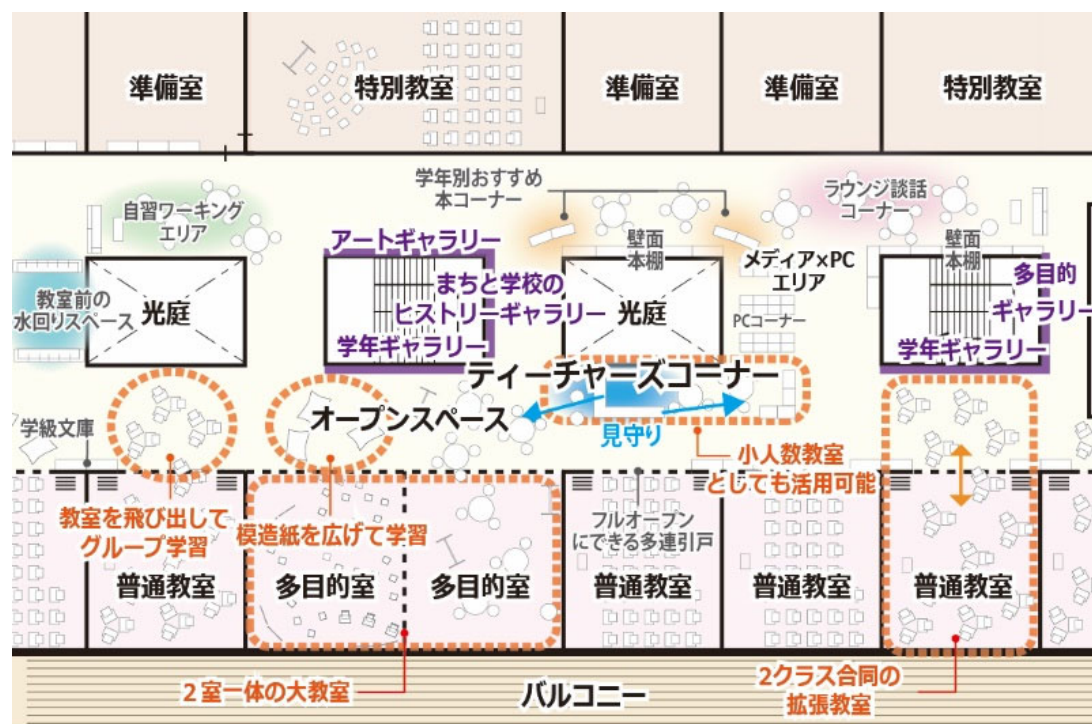 準備室
特別教室
準備室
準備室
特別教室
学年別おすすめ
本コーナー
自習ワーキング
エリア
ラウンジ談話
コーナー
アートギャラリー
壁面
本棚
メディア×PC
エリア
壁面
本棚
教室前の
水回りスペース
光庭
まちと学校の
ヒストリーギャラリー
学年ギャラリー
光庭
PCコーナー
多目的
ギャラリー
学年ギャラリー
ティーチャーズコーナー
オープンスペース
見守り
学級文庫
小人数教室
としても活用可能
教室を飛び出して
グループ学習
模造紙を広げて学習
フルオープン
にできる多連引戸
普通教室
多目的室
多目的室
普通教室
普通教室
普通教室
2室一体の大教室
バルコニー
2クラス合同の
拡張教室